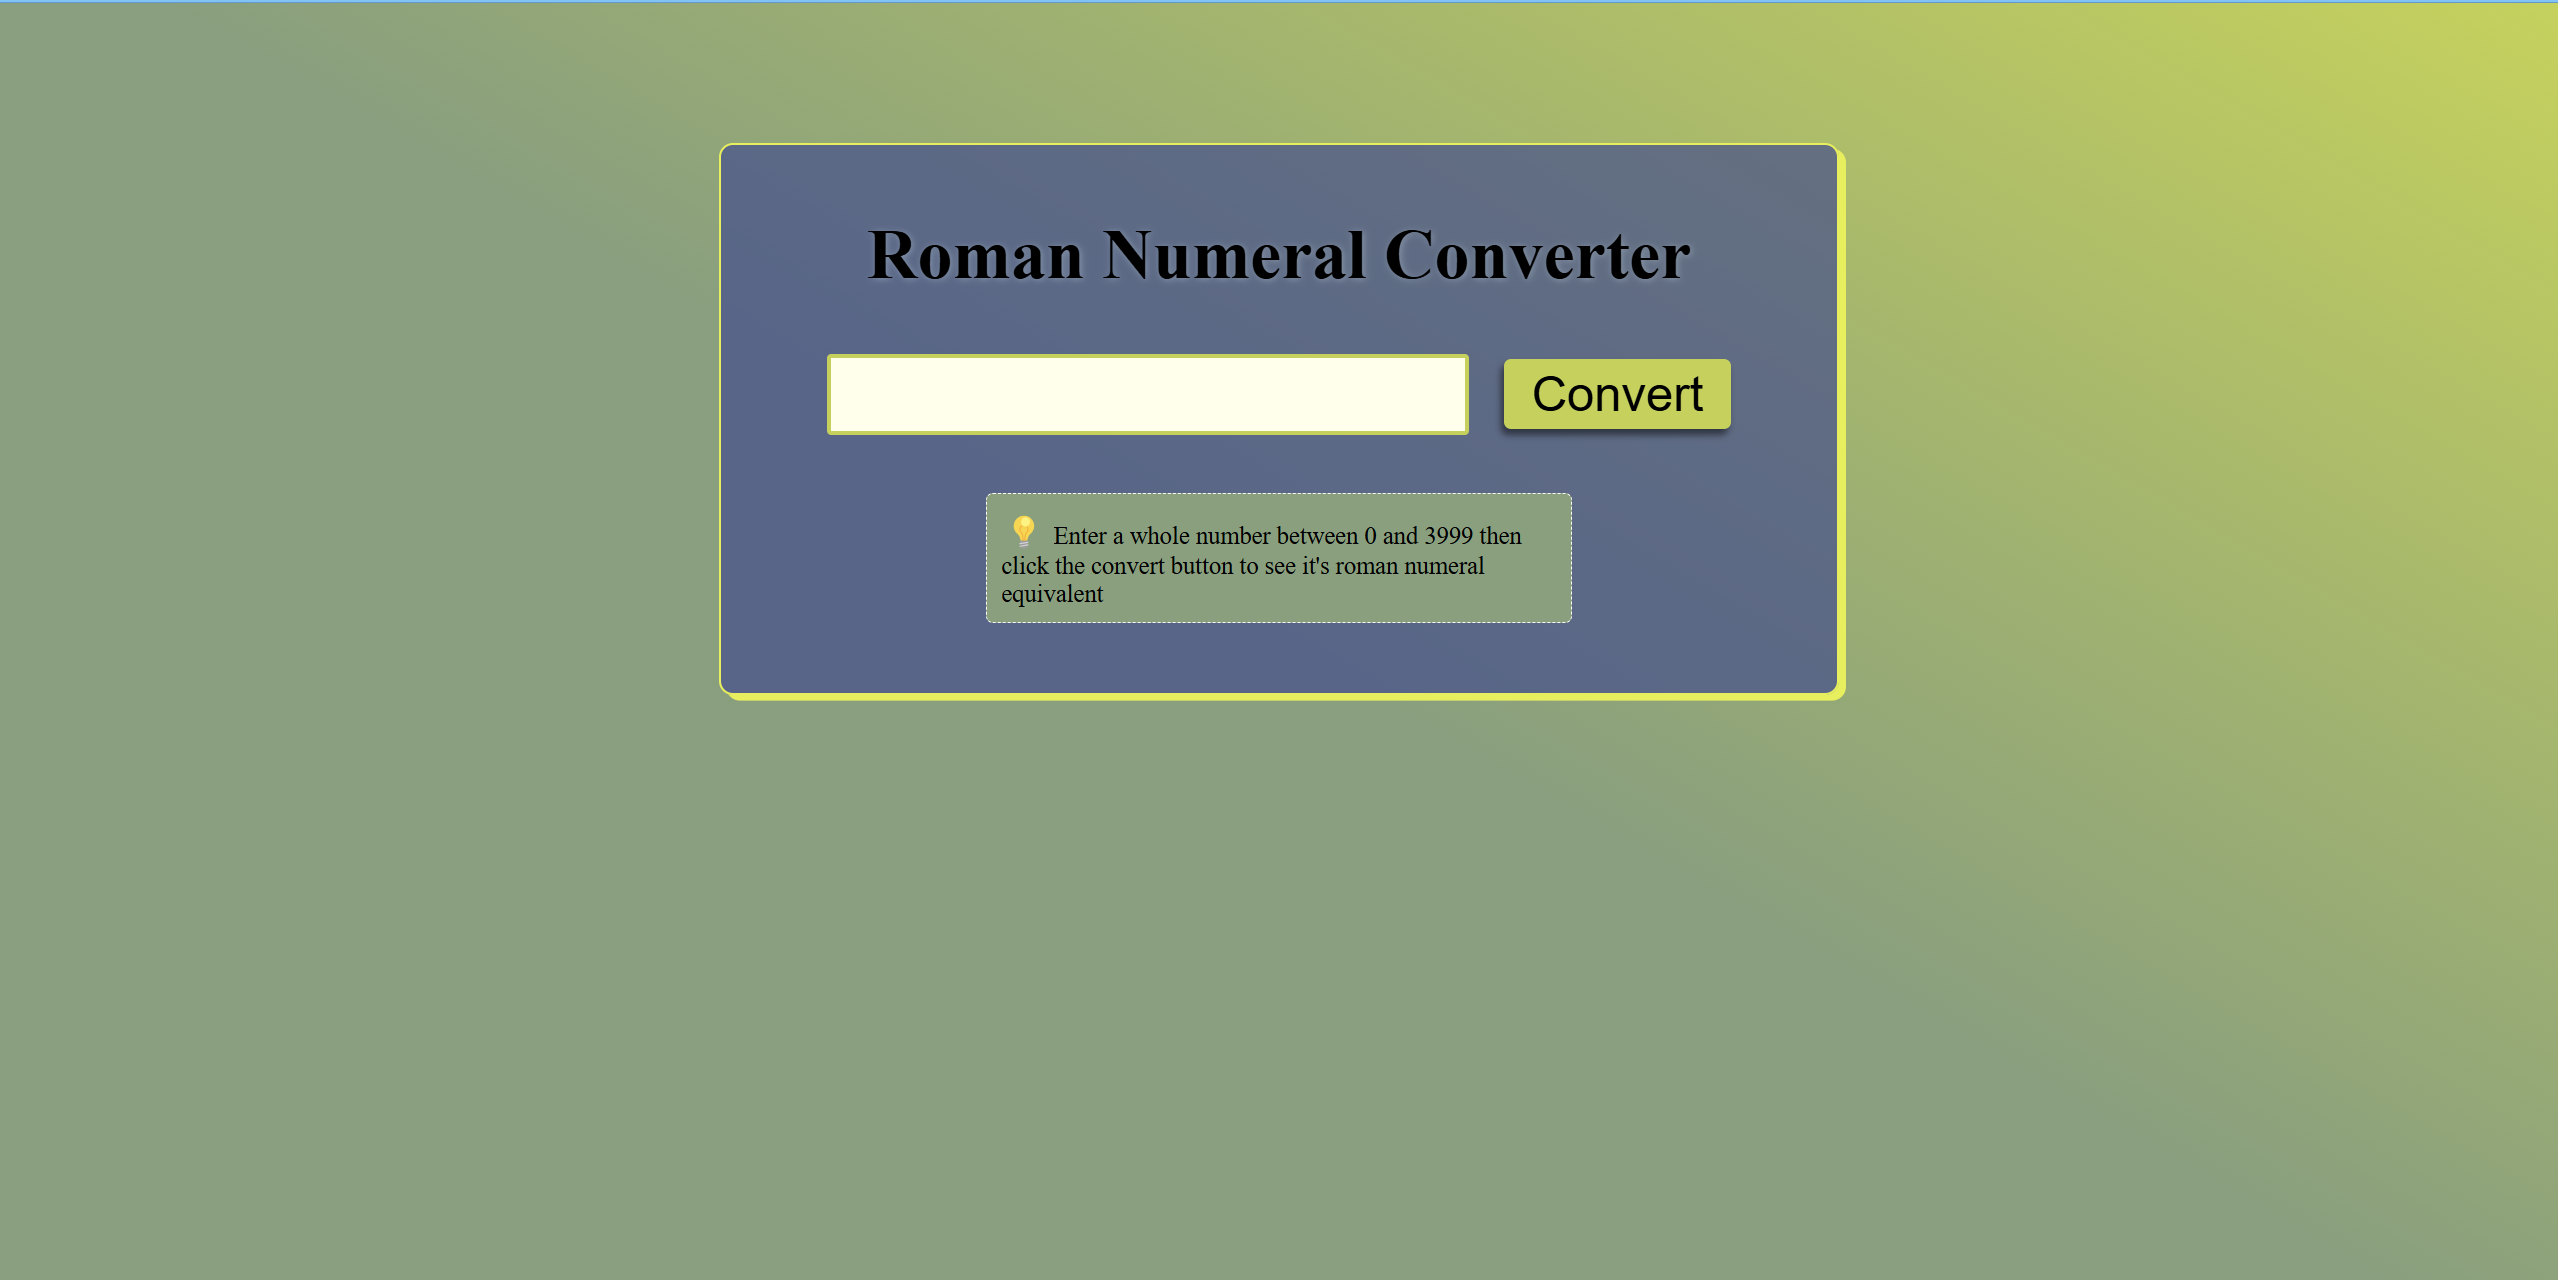 Roman Numeral Converter
Convert
Enter a whole number between 0 and 3999 then
click the convert button to see it's roman numeral
equivalent